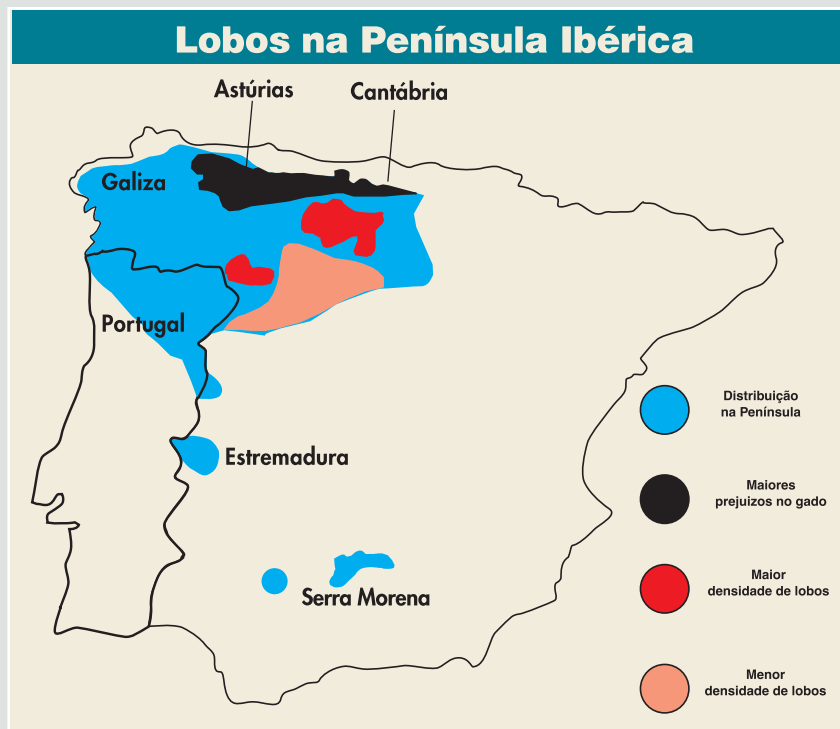 Lobos na Península Ibérica
Astúrias
Cantábria
Galiza
Portugal
Estremadura
Serra Morena
Distribuição
na Península
Maiores
prejuizos no gado
Maior
densidade de lobos
Menor
densidade de lobos